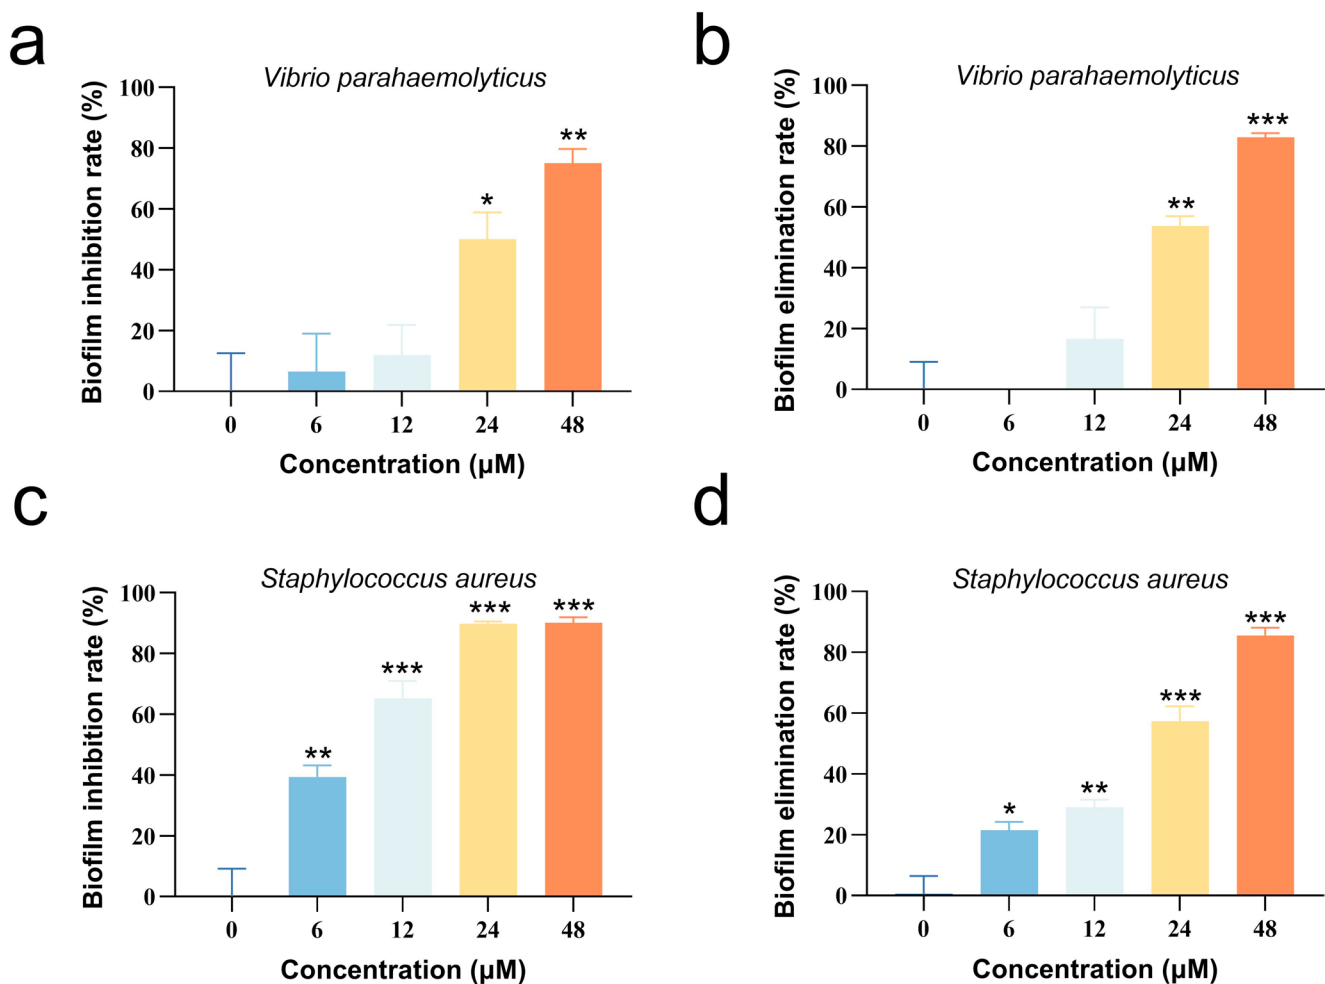 a
Vibrio parahaemolyticus
Biofilm inhibition rate (%)
100
80
60
40
20
0
*
**
0 6 12 24 48
Concentration (μM)
b
Vibrio parahaemolyticus
Biofilm elimination rate (%)
100
80
60
40
20
0
**
***
0 6 12 24 48
Concentration (μM)
c
Staphylococcus aureus
Biofilm inhibition rate (%)
100
80
60
40
20
0
**
***
***
***
0 6 12 24 48
Concentration (μM)
d
Staphylococcus aureus
Biofilm elimination rate (%)
100
80
60
40
20
0
*
**
***
***
0 6 12 24 48
Concentration (μM)